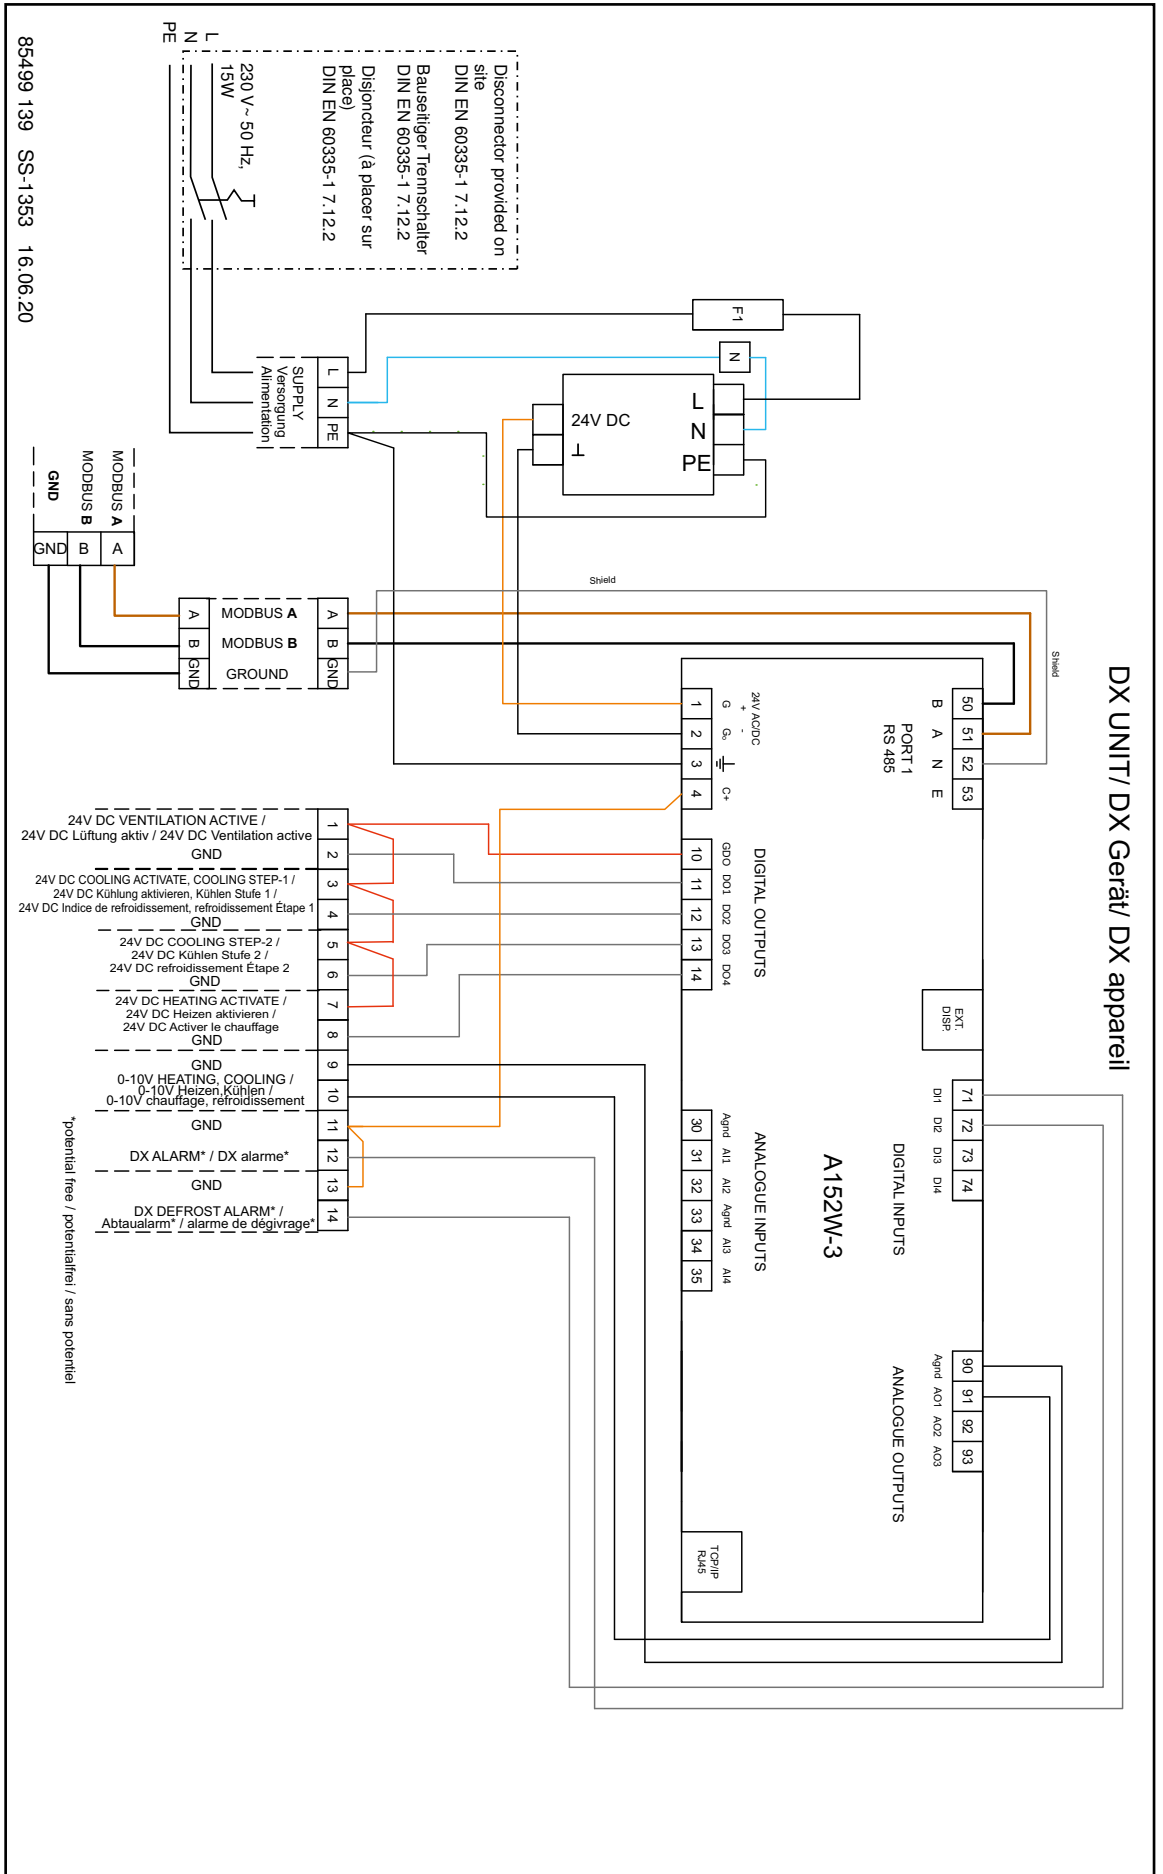 DX UNIT/ DX Gerät/ DX appareil
L
N
PE
230 V ~ 50 Hz,
15W
Disconnector provided on
site
DIN EN 60335-1 7.12.2
Bauseitiger Trennschalter
DIN EN 60335-1 7.12.2
Disjoncteur (à placer sur
place)
DIN EN 60335-1 7.12.2
SUPPLY
Versorgung
Alimentation
L
N
PE
F1
N
L
N
PE
24V DC
MODBUS A
MODBUS B
GND
A
B
GND
A
B
GND
MODBUS A
MODBUS B
GROUND
A
B
GND
Shield
Shield
50
51
52
53
B
A
N
E
PORT 1
RS 485
24V AC/DC
+
-
G
G₀
C+
1
2
3
4
10
11
12
13
14
GDO
DO1
DO2
DO3
DO4
DIGITAL OUTPUTS
EXT.
DISP.
71
72
73
74
DI1
DI2
DI3
DI4
DIGITAL INPUTS
A152W-3
30
31
32
33
34
35
Agnd
AI1
AI2
Agnd
AI3
AI4
ANALOGUE INPUTS
90
91
92
93
Agnd
AO1
AO2
AO3
ANALOGUE OUTPUTS
TCP/IP
RJ45
24V DC VENTILATION ACTIVE /
24V DC Lüftung aktiv / 24V DC Ventilation active
GND
24V DC COOLING ACTIVATE, COOLING STEP-1 /
24V DC Kühlung aktivieren, Kühlen Stufe 1 /
24V DC Indice de refroidissement, refroidissement Étape 1
GND
24V DC COOLING STEP-2 /
24V DC Kühlen Stufe 2 /
24V DC refroidissement Étape 2
GND
24V DC HEATING ACTIVATE /
24V DC Heizen aktivieren /
24V DC Activer le chauffage
GND
GND
0-10V HEATING, COOLING /
0-10V Heizen,Kühlen /
0-10V chauffage, refroidissement
GND
DX ALARM* / DX alarme*
GND
DX DEFROST ALARM* /
Abtaualarm* / alarme de dégivrage*
1
2
3
4
5
6
7
8
9
10
11
12
13
14
*potential free / potentialfrei / sans potentiel
85499 139 SS-1353 16.06.20